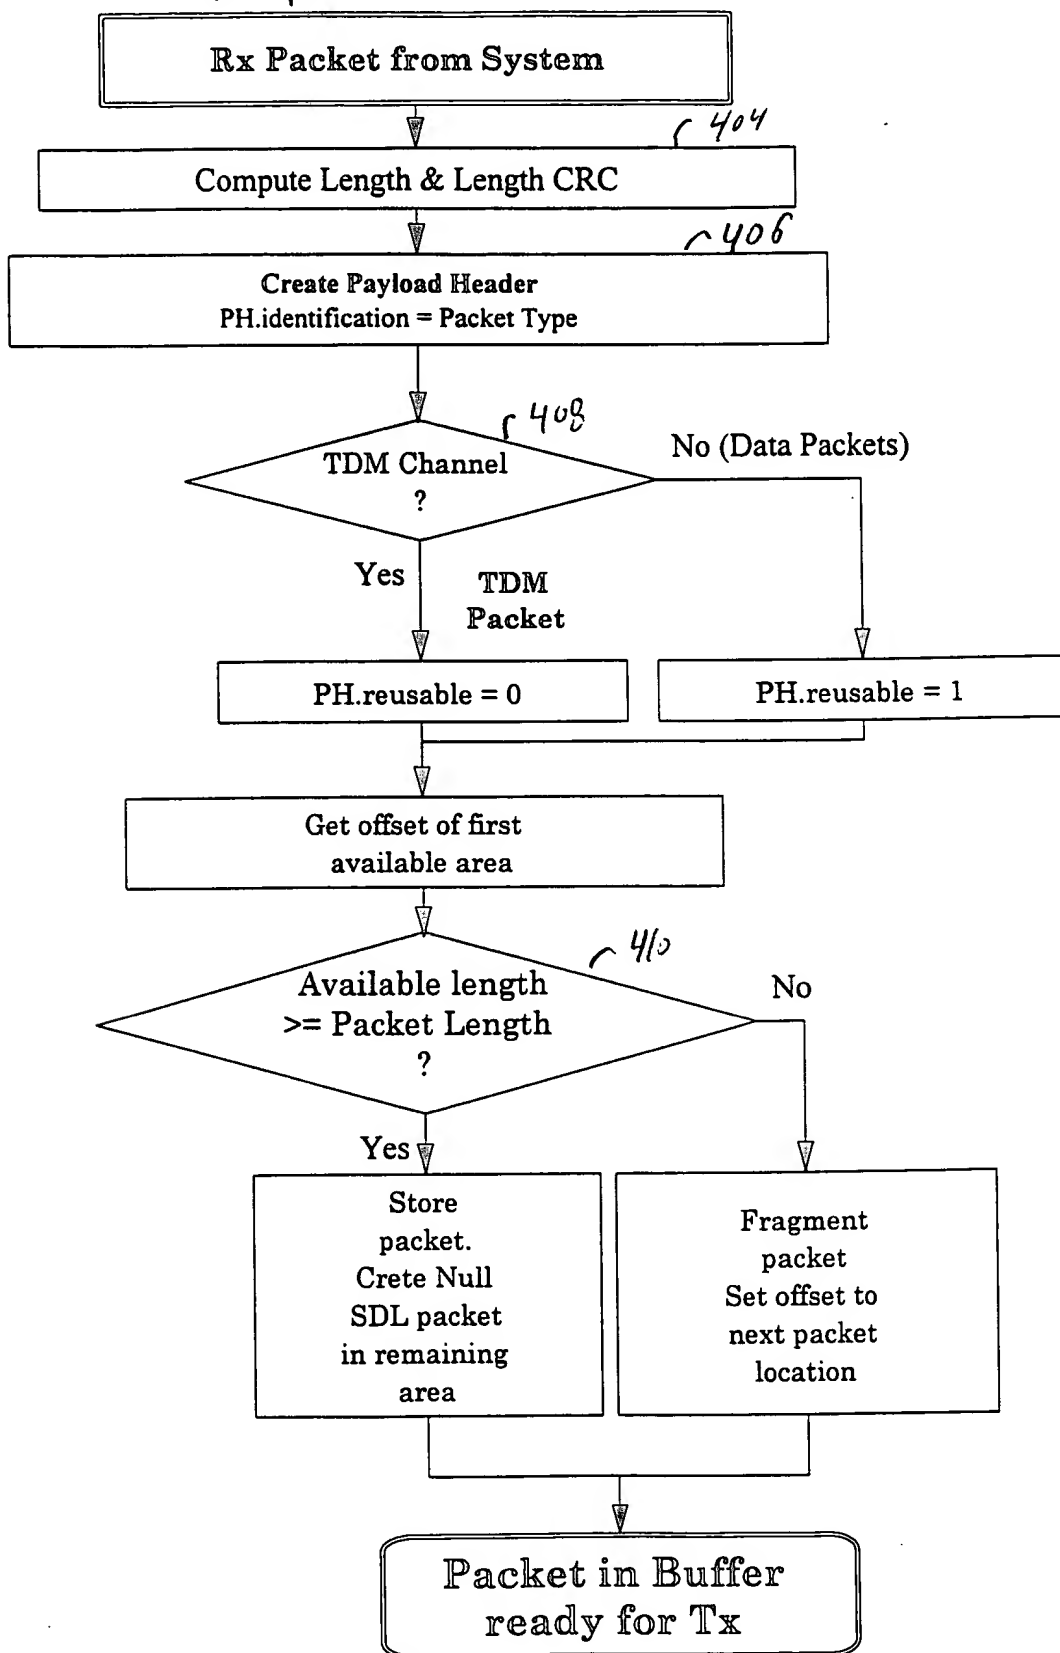 Rx Packet from System
404
Compute Length & Length CRC
406
Create Payload Header
PH.identification = Packet Type
408
TDM Channel
?
No (Data Packets)
Yes
TDM
Packet
PH.reusable = 0
PH.reusable = 1
Get offset of first
available area
410
Available length
>= Packet Length
?
No
Yes
Store
packet.
Crete Null
SDL packet
in remaining
area
Fragment
packet
Set offset to
next packet
location
Packet in Buffer
ready for Tx